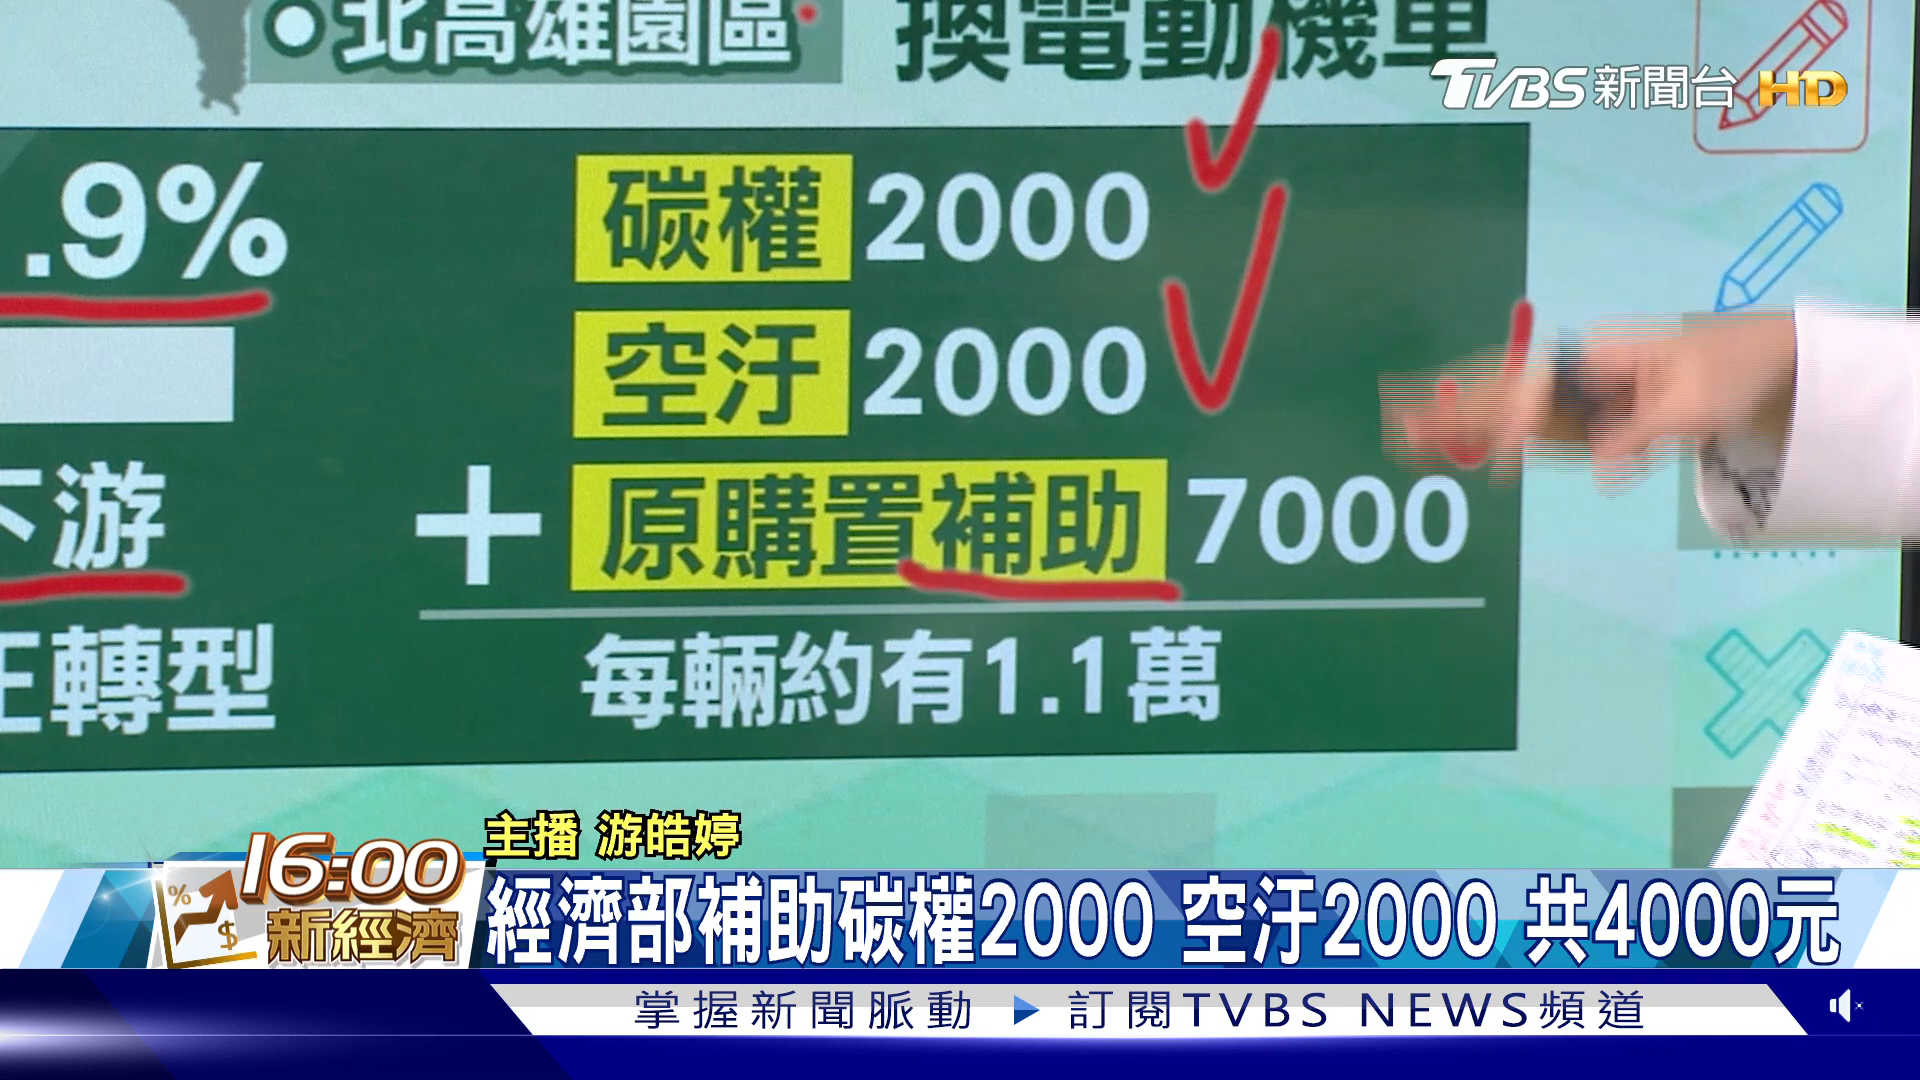 北高雄園區
換電動機車
TVBS新聞台 HD
.9%
碳權 2000
空汙 2000
下游
+ 原購置補助 7000
轉型
每輛約有1.1萬
主播 游皓婷
16:00
% $
新經濟
經濟部補助碳權2000 空汙2000 共4000元
掌握新聞脈動 ▶ 訂閱TVBS NEWS頻道